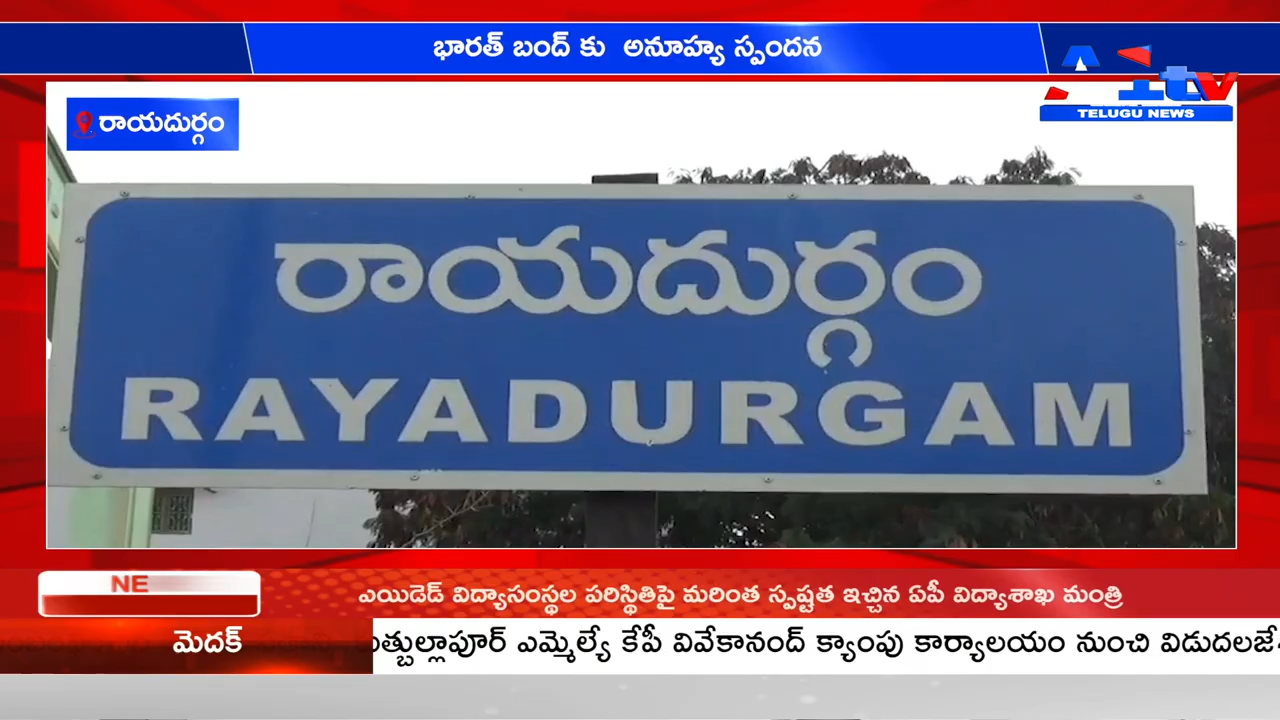 భారత్ బంద్ కు అనూహ్య స్పందన
TELUGU NEWS
రాయదుర్గం
రాయదుర్గం
RAYADURGAM
NE
ఎయిడెడ్ విద్యాసంస్థల పరిస్థితిపై మరింత స్పష్టత ఇచ్చిన ఏపీ విద్యాశాఖ మంత్రి
మెదక్
ఎమ్మెల్యే కేపీ వివేకానంద్ క్యాంపు కార్యాలయం నుంచి